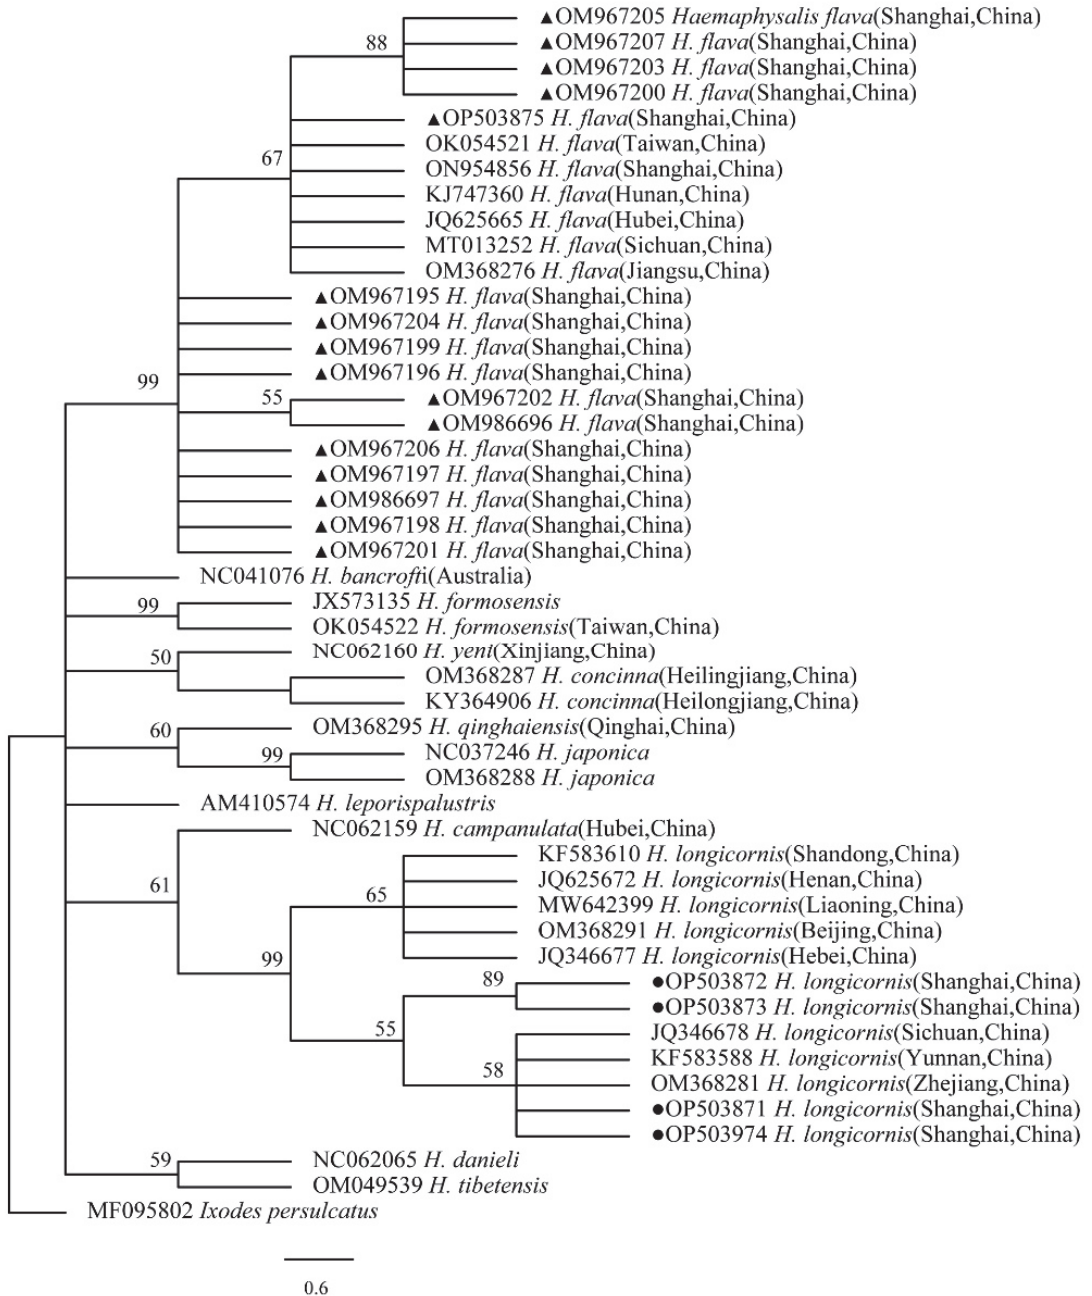 ▲OM967205 Haemaphysalis flava(Shanghai,China)
88
▲OM967207 H. flava(Shanghai,China)
▲OM967203 H. flava(Shanghai,China)
▲OM967200 H. flava(Shanghai,China)
▲OP503875 H. flava(Shanghai,China)
OK054521 H. flava(Taiwan,China)
67
ON954856 H. flava(Shanghai,China)
KJ747360 H. flava(Hunan,China)
JQ625665 H. flava(Hubei,China)
MT013252 H. flava(Sichuan,China)
OM368276 H. flava(Jiangsu,China)
▲OM967195 H. flava(Shanghai,China)
▲OM967204 H. flava(Shanghai,China)
▲OM967199 H. flava(Shanghai,China)
▲OM967196 H. flava(Shanghai,China)
99
55
▲OM967202 H. flava(Shanghai,China)
▲OM986696 H. flava(Shanghai,China)
▲OM967206 H. flava(Shanghai,China)
▲OM967197 H. flava(Shanghai,China)
▲OM986697 H. flava(Shanghai,China)
▲OM967198 H. flava(Shanghai,China)
▲OM967201 H. flava(Shanghai,China)
NC041076 H. bancrofti(Australia)
99
JX573135 H. formosensis
OK054522 H. formosensis(Taiwan,China)
50
NC062160 H. yeni(Xinjiang,China)
OM368287 H. concinna(Heilingjiang,China)
KY364906 H. concinna(Heilongjiang,China)
60
OM368295 H. qinghaiensis(Qinghai,China)
99
NC037246 H. japonica
OM368288 H. japonica
AM410574 H. leporispalustris
NC062159 H. campanulata(Hubei,China)
61
KF583610 H. longicornis(Shandong,China)
65
JQ625672 H. longicornis(Henan,China)
MW642399 H. longicornis(Liaoning,China)
OM368291 H. longicornis(Beijing,China)
JQ346677 H. longicornis(Hebei,China)
99
89
●OP503872 H. longicornis(Shanghai,China)
●OP503873 H. longicornis(Shanghai,China)
55
JQ346678 H. longicornis(Sichuan,China)
58
KF583588 H. longicornis(Yunnan,China)
OM368281 H. longicornis(Zhejiang,China)
●OP503871 H. longicornis(Shanghai,China)
●OP503974 H. longicornis(Shanghai,China)
59
NC062065 H. danieli
OM049539 H. tibetensis
MF095802 Ixodes persulcatus
0.6